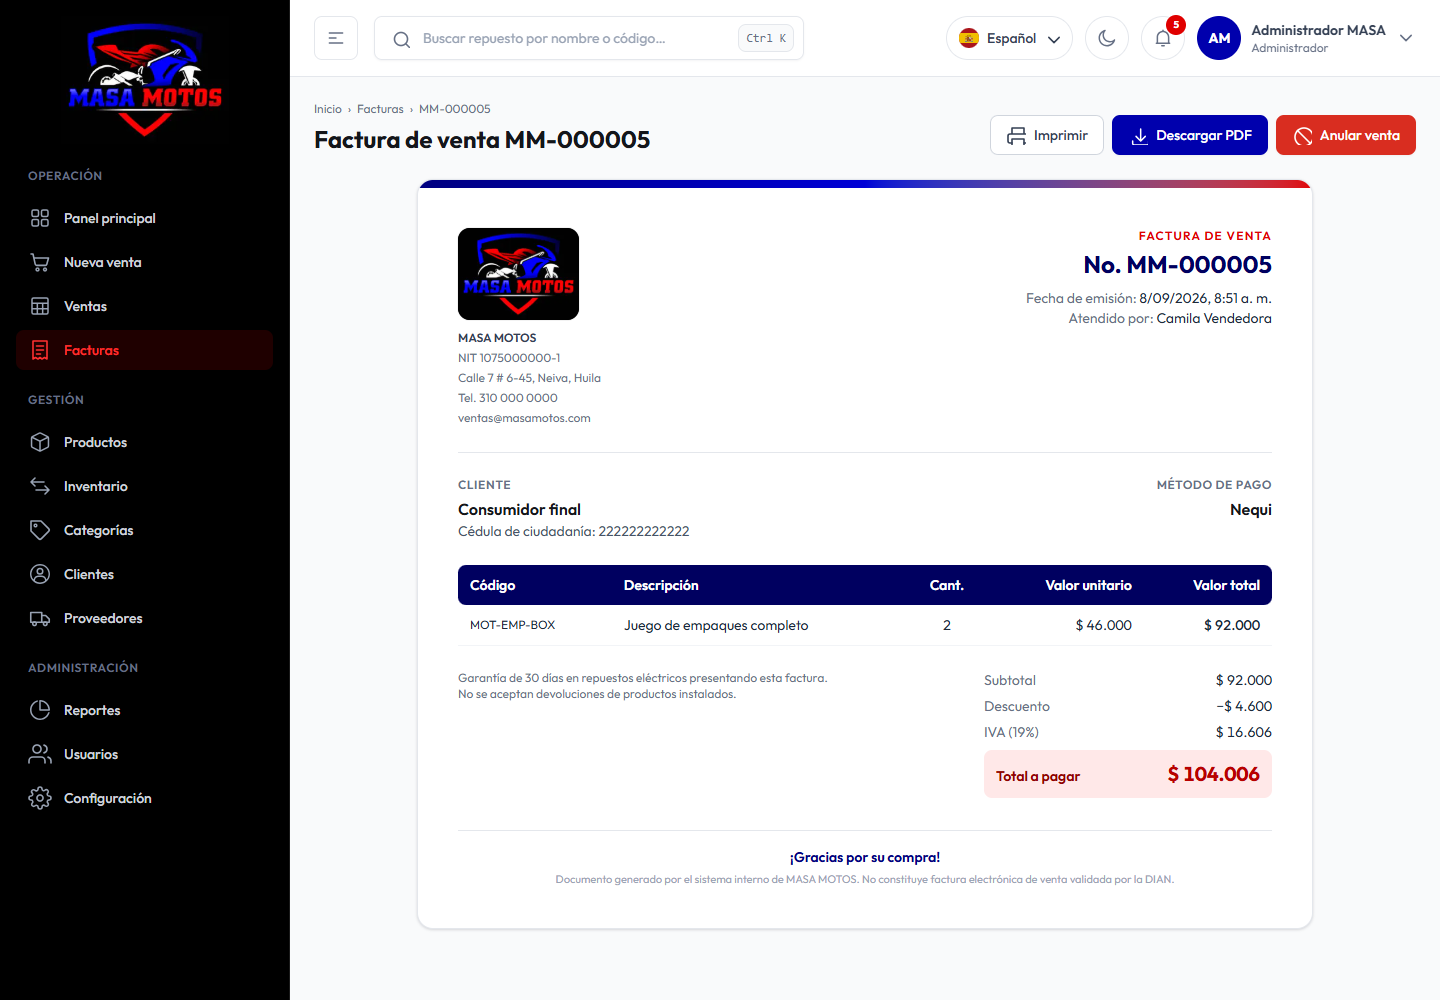 MASA MOTOS
OPERACIÓN
Panel principal
Nueva venta
Ventas
Facturas
GESTIÓN
Productos
Inventario
Categorías
Clientes
Proveedores
ADMINISTRACIÓN
Reportes
Usuarios
Configuración
Buscar repuesto por nombre o código...
Ctrl K
Español
5
AM
Administrador MASA
Administrador
Inicio › Facturas › MM-000005
Factura de venta MM-000005
Imprimir
Descargar PDF
Anular venta
MASA MOTOS
FACTURA DE VENTA
No. MM-000005
Fecha de emisión: 8/09/2026, 8:51 a. m.
Atendido por: Camila Vendedora
MASA MOTOS
NIT 1075000000-1
Calle 7 # 6-45, Neiva, Huila
Tel. 310 000 0000
ventas@masamotos.com
CLIENTE
Consumidor final
Cédula de ciudadanía: 222222222222
MÉTODO DE PAGO
Nequi
Código Descripción Cant. Valor unitario Valor total
MOT-EMP-BOX Juego de empaques completo 2 $ 46.000 $ 92.000
Garantía de 30 días en repuestos eléctricos presentando esta factura.
No se aceptan devoluciones de productos instalados.
Subtotal $ 92.000
Descuento −$ 4.600
IVA (19%) $ 16.606
Total a pagar $ 104.006
¡Gracias por su compra!
Documento generado por el sistema interno de MASA MOTOS. No constituye factura electrónica de venta validada por la DIAN.